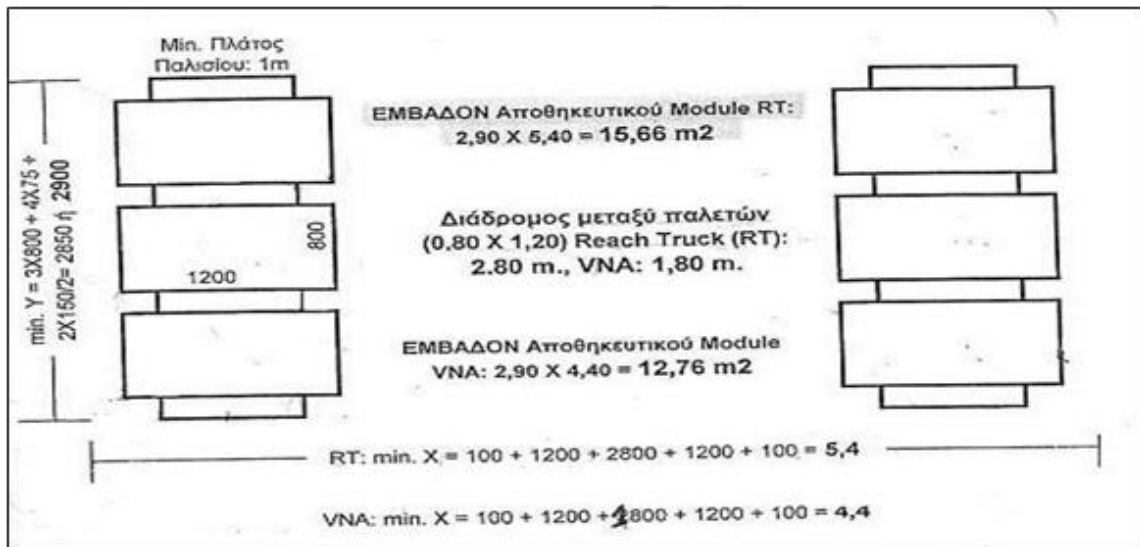 Min. Πλάτος
Παλισίου: 1m
ΕΜΒΑΔΟΝ Αποθηκευτικού Module RT:
2,90 X 5,40 = 15,66 m2
min. Y = 3X800 + 4X75 +
2X150/2= 2850 ή 2900
Διάδρομος μεταξύ παλετών
(0,80 X 1,20) Reach Truck (RT):
2.80 m., VNA: 1,80 m.
800
1200
ΕΜΒΑΔΟΝ Αποθηκευτικού Module
VNA: 2,90 X 4,40 = 12,76 m2
RT: min. X = 100 + 1200 + 2800 + 1200 + 100 = 5,4
VNA: min. X = 100 + 1200 + 1800 + 1200 + 100 = 4,4